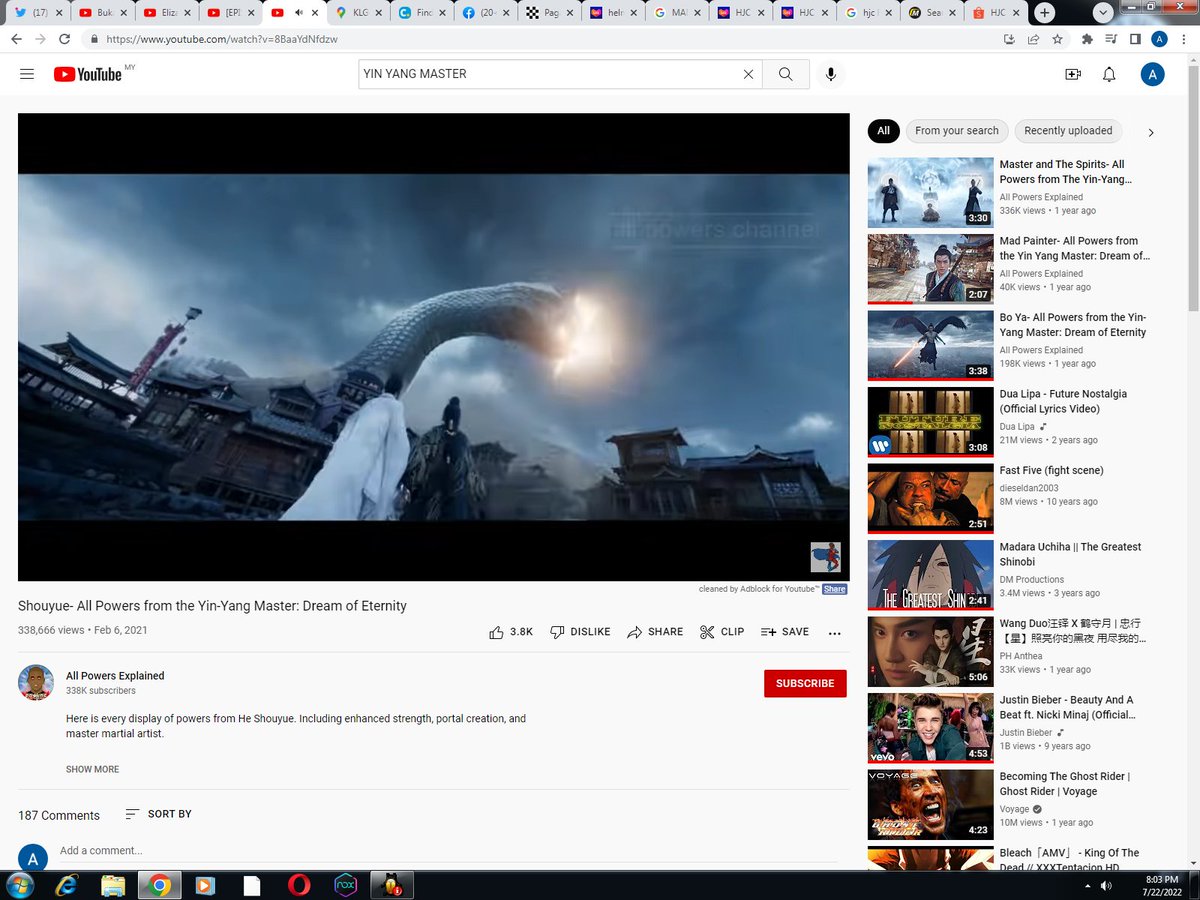 (17)
Buk
Eliza
[EPI
KLG
Finc
(20+
Pag
heln
MAI
HJC
HJC
hjc
Sea
HJC
https://www.youtube.com/watch?v=8BaaYdNfdzw
YouTube MY
YIN YANG MASTER
A
A
all powers channel
cleaned by Adblock for Youtube™ Share
Shouyue- All Powers from the Yin-Yang Master: Dream of Eternity
338,666 views • Feb 6, 2021
3.8K DISLIKE SHARE CLIP SAVE ...
All Powers Explained
338K subscribers
SUBSCRIBE
Here is every display of powers from He Shouyue. Including enhanced strength, portal creation, and
master martial artist.
SHOW MORE
187 Comments SORT BY
A Add a comment...
All From your search Recently uploaded
3:30
Master and The Spirits- All
Powers from The Yin-Yang...
All Powers Explained
336K views • 1 year ago
2:07
Mad Painter- All Powers from
the Yin Yang Master: Dream of...
All Powers Explained
40K views • 1 year ago
3:38
Bo Ya- All Powers from the Yin-
Yang Master: Dream of Eternity
All Powers Explained
198K views • 1 year ago
FUTURE
NOSTALGIA
3:08
Dua Lipa - Future Nostalgia
(Official Lyrics Video)
Dua Lipa
21M views • 2 years ago
2:51
Fast Five (fight scene)
dieseldan2003
8M views • 10 years ago
THE GREATEST SHIN
2:41
Madara Uchiha || The Greatest
Shinobi
DM Productions
3.4M views • 3 years ago
星
5:06
Wang Duo汪铎 X 鹤守月 | 忠行
【星】照亮你的黑夜 用尽我的...
PH Anthea
33K views • 1 year ago
vevo
4:53
Justin Bieber - Beauty And A
Beat ft. Nicki Minaj (Official...
Justin Bieber
1B views • 9 years ago
VOYAGE
4:23
Becoming The Ghost Rider |
Ghost Rider | Voyage
Voyage
10M views • 1 year ago
Bleach「AMV」 - King Of The
Dead // XXXTentacion HD
nox
8:03 PM
7/22/2022